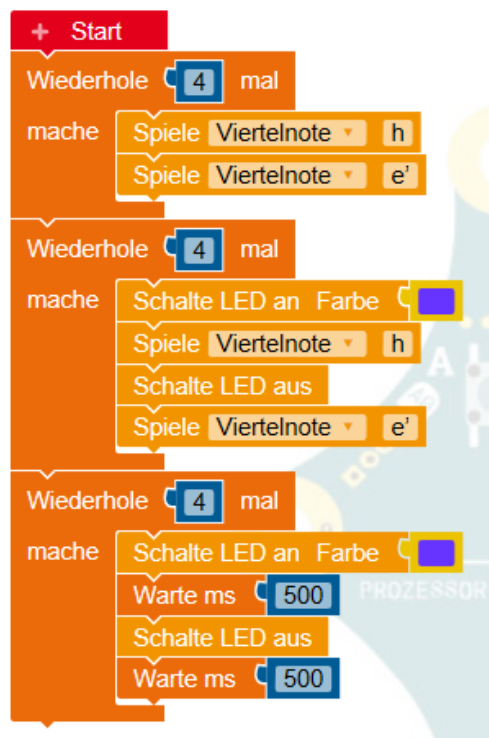 + Start
Wiederhole 4 mal
mache Spiele Viertelnote h
Spiele Viertelnote e'
Wiederhole 4 mal
mache Schalte LED an Farbe
Spiele Viertelnote h
Schalte LED aus
Spiele Viertelnote e'
Wiederhole 4 mal
mache Schalte LED an Farbe
Warte ms 500
Schalte LED aus
Warte ms 500
A
PROZESSOR